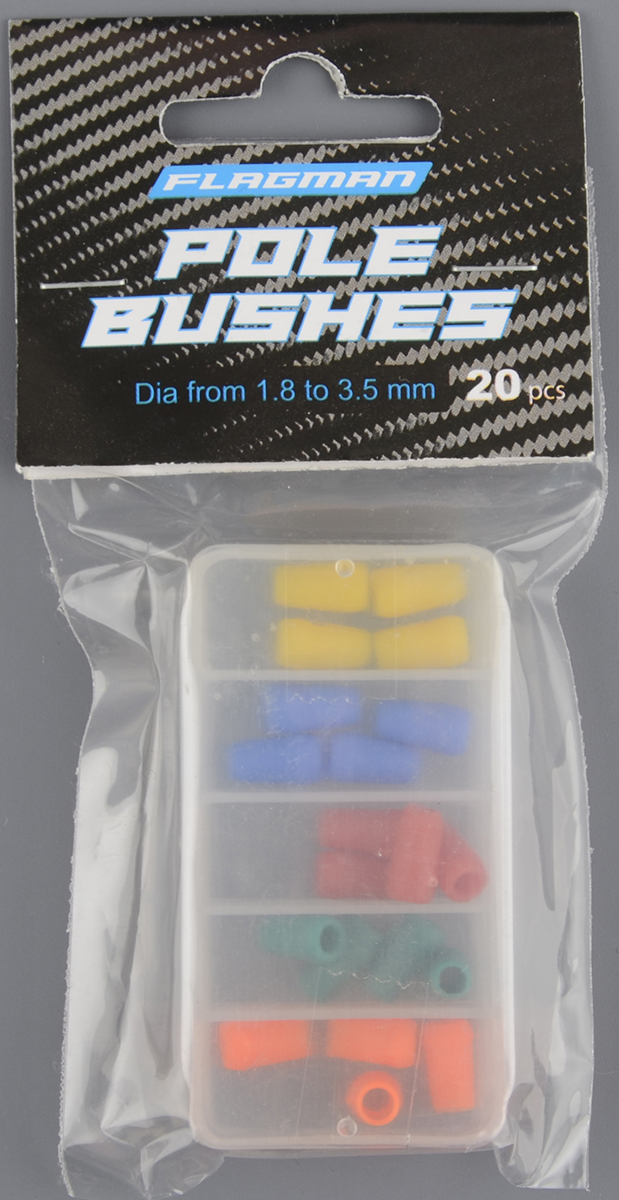 FLAGMAN
POLE
BUSHES
Dia from 1.8 to 3.5 mm 20 pcs